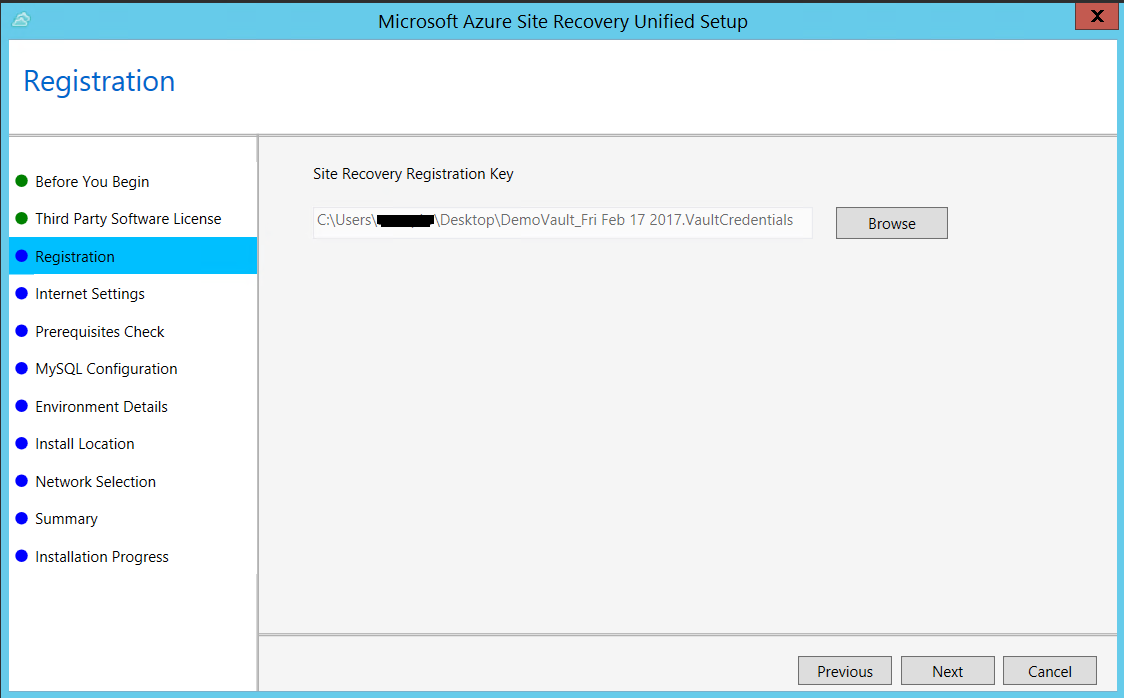 Microsoft Azure Site Recovery Unified Setup
X
Registration
Before You Begin
Third Party Software License
Registration
Internet Settings
Prerequisites Check
MySQL Configuration
Environment Details
Install Location
Network Selection
Summary
Installation Progress
Site Recovery Registration Key
C:\Users\ \Desktop\DemoVault_Fri Feb 17 2017.VaultCredentials
Browse
Previous
Next
Cancel